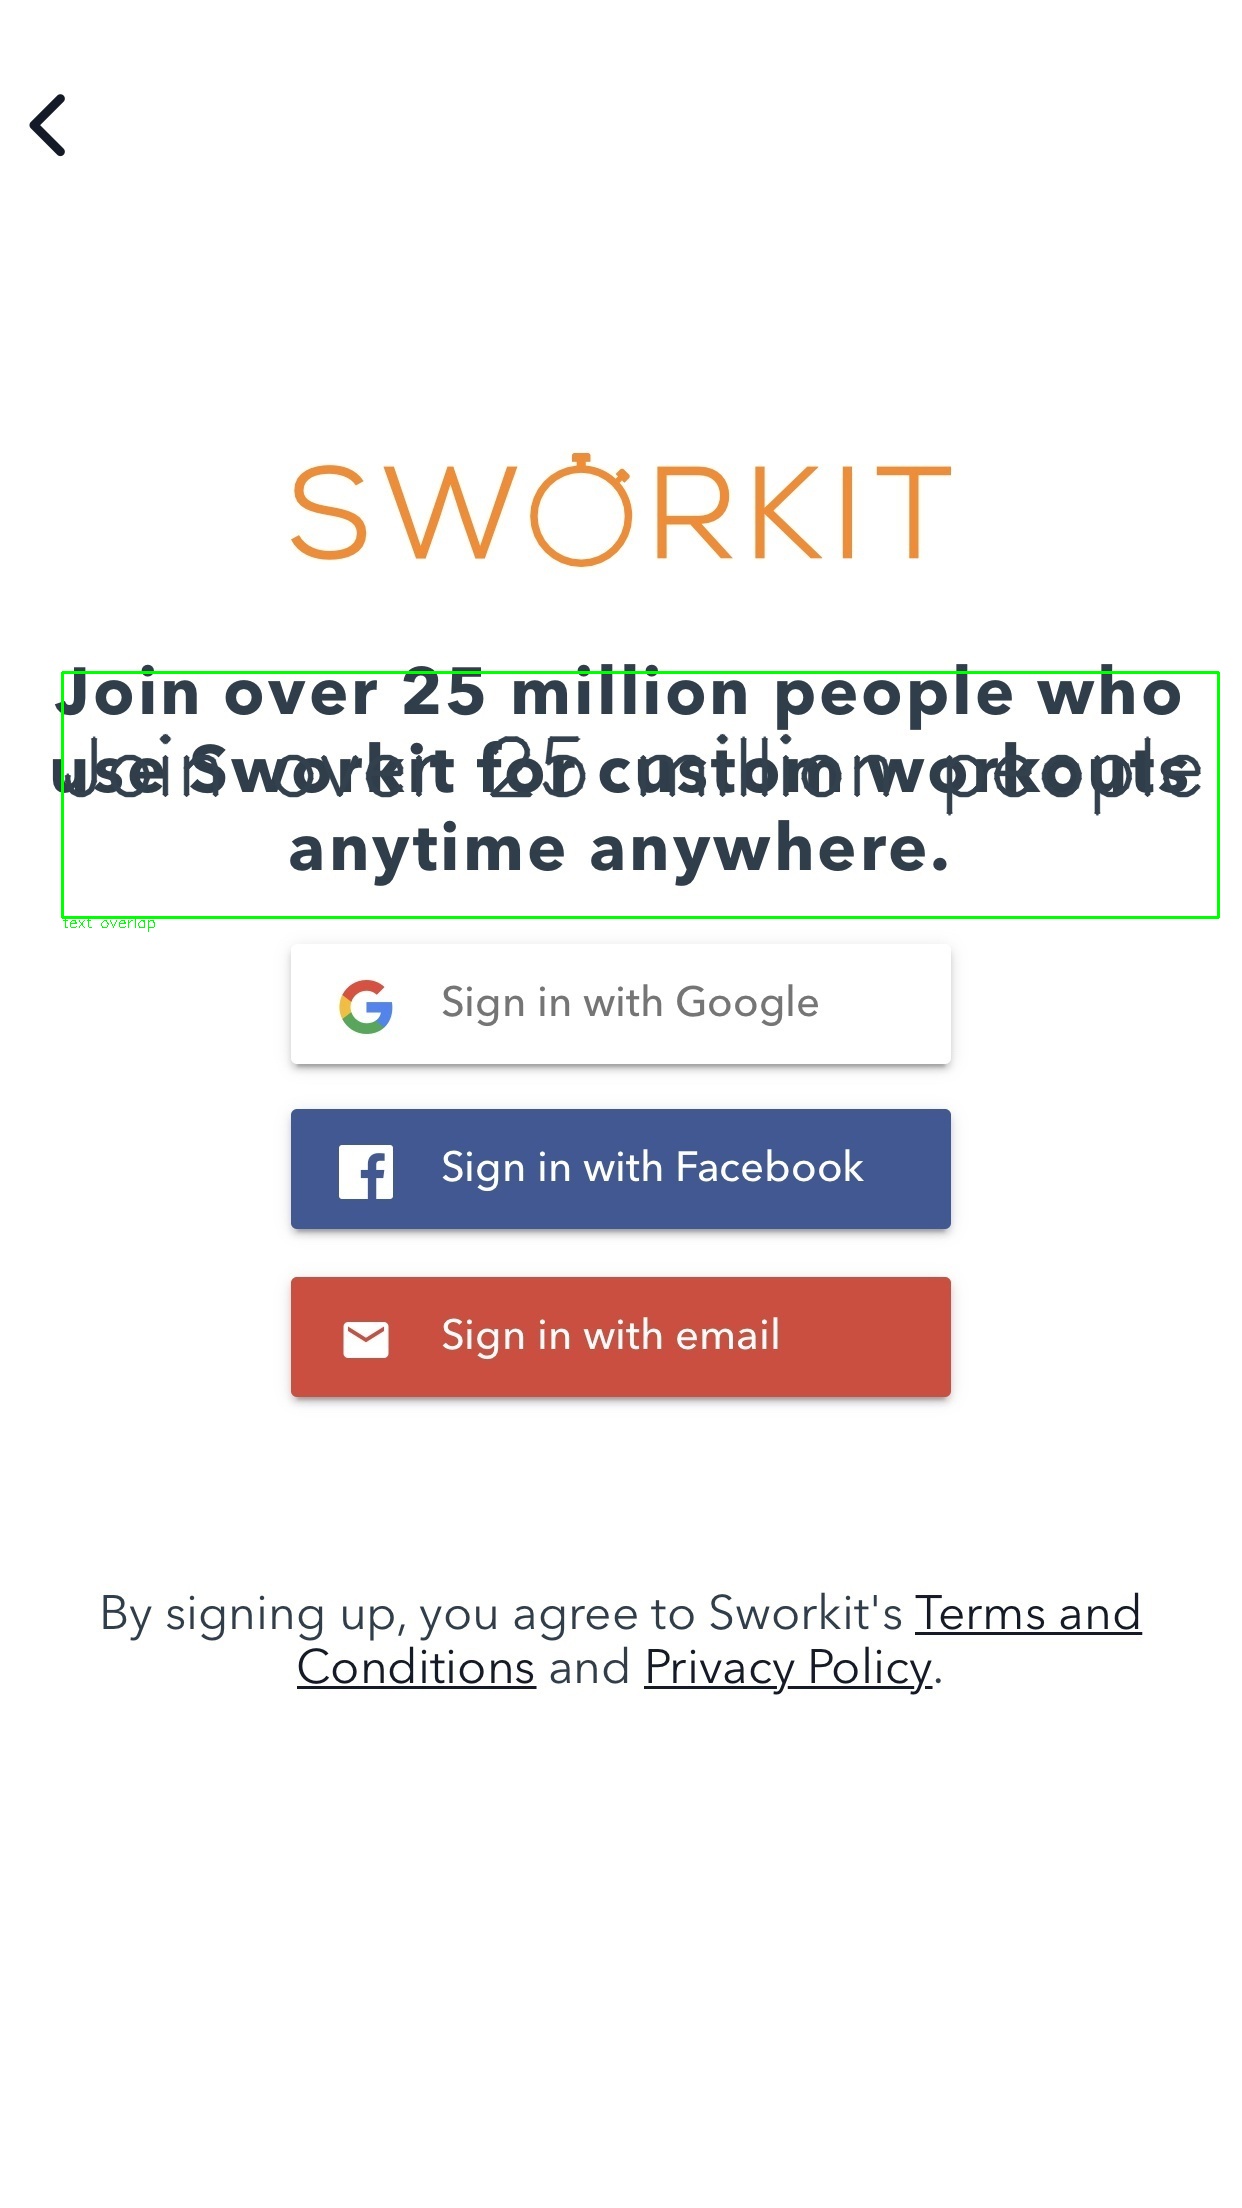 SWORKIT
Join over 25 million people who
use Sworkit for custom workouts
Join over 25 million people
anytime anywhere.
text overlap
Sign in with Google
Sign in with Facebook
Sign in with email
By signing up, you agree to Sworkit's Terms and
Conditions and Privacy Policy.